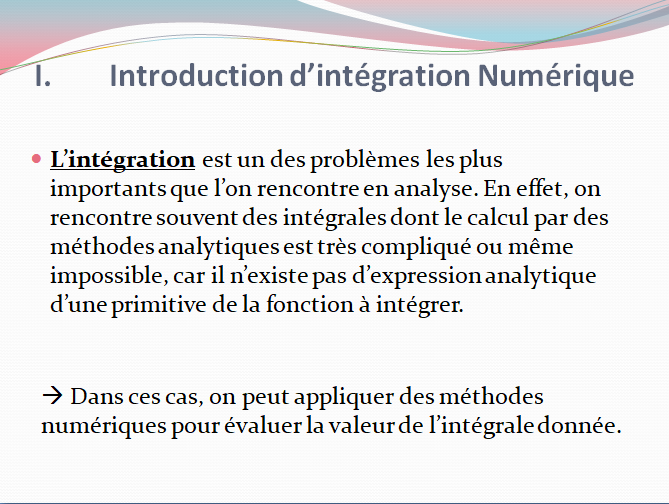 I. Introduction d’intégration Numérique
• L’intégration est un des problèmes les plus
importants que l’on rencontre en analyse. En effet, on
rencontre souvent des intégrales dont le calcul par des
méthodes analytiques est très compliqué ou même
impossible, car il n’existe pas d’expression analytique
d’une primitive de la fonction à intégrer.
→ Dans ces cas, on peut appliquer des méthodes
numériques pour évaluer la valeur de l’intégrale donnée.